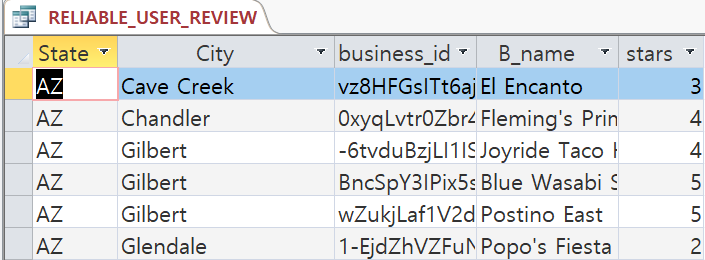 RELIABLE_USER_REVIEW
State City business_id B_name stars
AZ Cave Creek vz8HFGsITt6aj El Encanto 3
AZ Chandler 0xyqLvtr0Zbr4 Fleming's Prin 4
AZ Gilbert -6tvduBzjLI1IS Joyride Taco H 4
AZ Gilbert BncSpY3IPix5s Blue Wasabi S 5
AZ Gilbert wZukjLaf1V2d Postino East 5
AZ Glendale 1-EjdZhVZFuN Popo's Fiesta 2